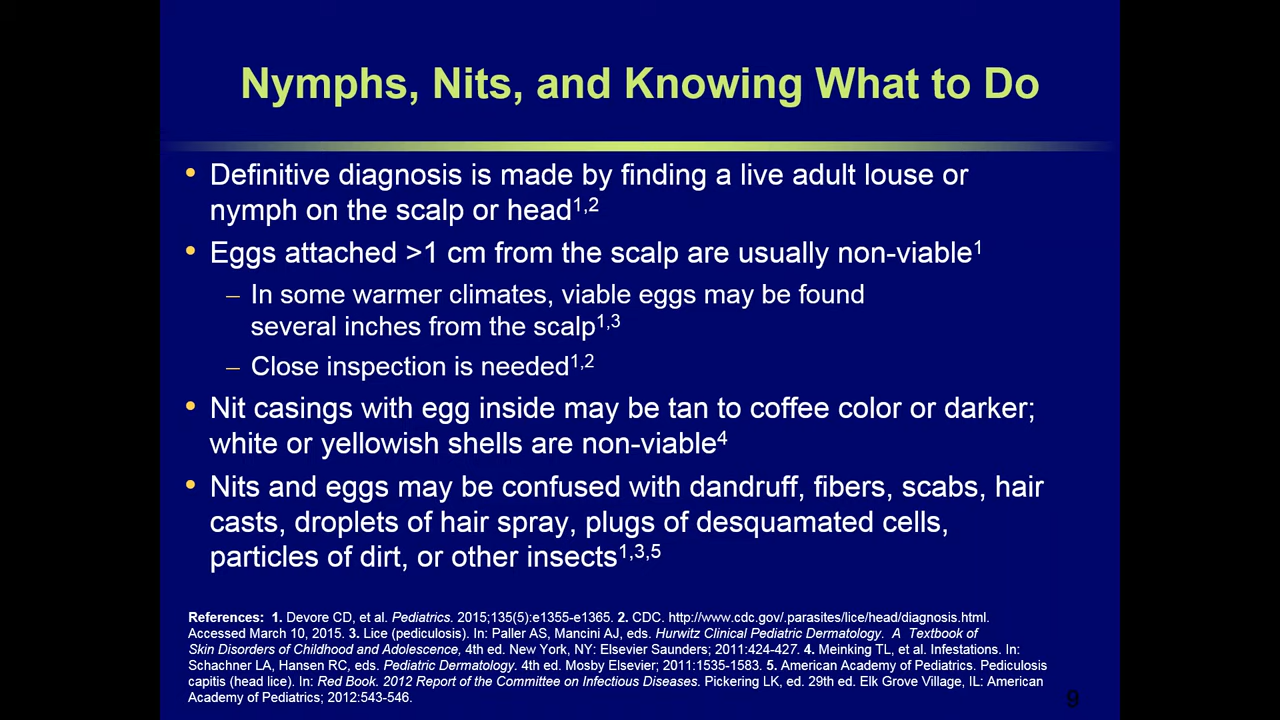 Nymphs, Nits, and Knowing What to Do
• Definitive diagnosis is made by finding a live adult louse or
nymph on the scalp or head1,2
• Eggs attached >1 cm from the scalp are usually non-viable1
– In some warmer climates, viable eggs may be found
several inches from the scalp1,3
– Close inspection is needed1,2
• Nit casings with egg inside may be tan to coffee color or darker;
white or yellowish shells are non-viable4
• Nits and eggs may be confused with dandruff, fibers, scabs, hair
casts, droplets of hair spray, plugs of desquamated cells,
particles of dirt, or other insects1,3,5
References: 1. Devore CD, et al. Pediatrics. 2015;135(5):e1355-e1365. 2. CDC. http://www.cdc.gov/.parasites/lice/head/diagnosis.html.
Accessed March 10, 2015. 3. Lice (pediculosis). In: Paller AS, Mancini AJ, eds. Hurwitz Clinical Pediatric Dermatology. A Textbook of
Skin Disorders of Childhood and Adolescence, 4th ed. New York, NY: Elsevier Saunders; 2011:424-427. 4. Meinking TL, et al. Infestations. In:
Schachner LA, Hansen RC, eds. Pediatric Dermatology. 4th ed. Mosby Elsevier; 2011:1535-1583. 5. American Academy of Pediatrics. Pediculosis
capitis (head lice). In: Red Book. 2012 Report of the Committee on Infectious Diseases. Pickering LK, ed. 29th ed. Elk Grove Village, IL: American
Academy of Pediatrics; 2012:543-546.
9